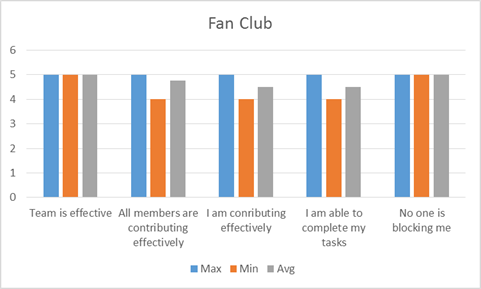 Fan Club
6
5
4
3
2
1
0
Team is effective
All members are
contributing
effectively
I am conributing
effectively
I am able to
complete my
tasks
No one is
blocking me
Max
Min
Avg